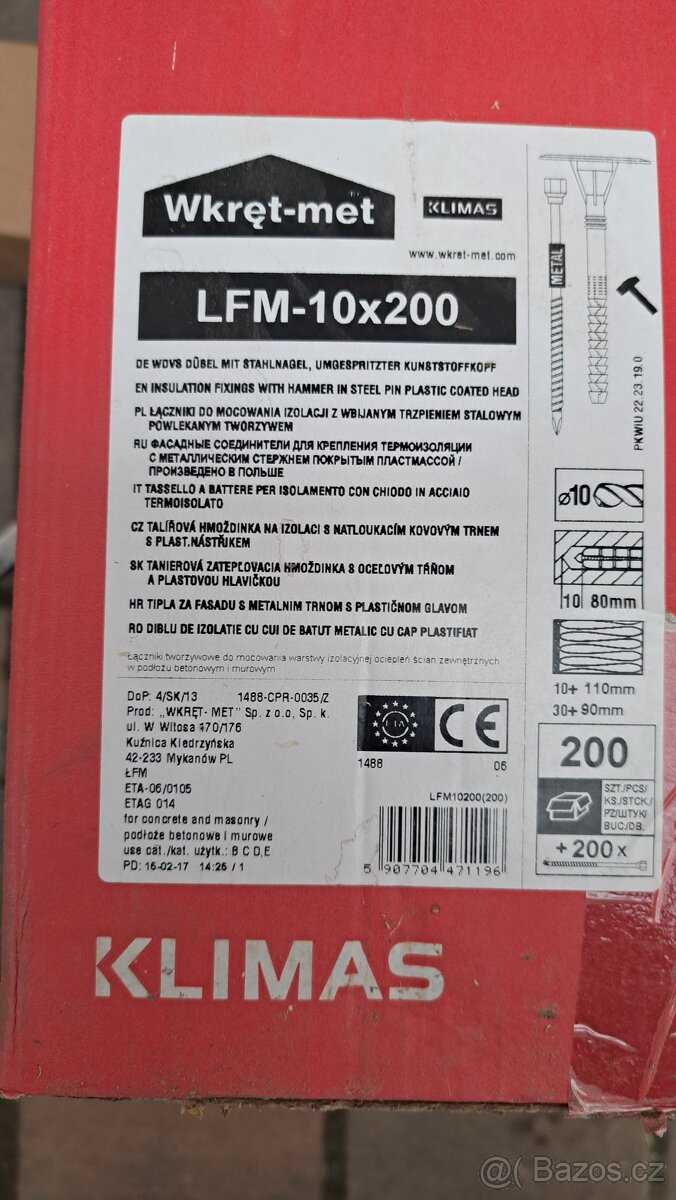 Wkręt-met
KLIMAS
www.wkret-met.com
LFM-10x200
DE WDVS DÜBEL MIT STAHLNAGEL, UMGESPRITZTER KUNSTSTOFFKOPF
EN INSULATION FIXINGS WITH HAMMER IN STEEL PIN PLASTIC COATED HEAD
PL ŁĄCZNIKI DO MOCOWANIA IZOLACJI Z WBIJANYM TRZPIENIEM STALOWYM
POWLEKANYM TWORZYWEM
RU ФАСАДНЫЕ СОЕДИНИТЕЛИ ДЛЯ КРЕПЛЕНИЯ ТЕРМОИЗОЛЯЦИИ
С МЕТАЛЛИЧЕСКИМ СТЕРЖНЕМ ПОКРЫТЫМ ПЛАСТМАССОЙ /
ПРОИЗВЕДЕНО В ПОЛЬШЕ
IT TASSELLO A BATTERE PER ISOLAMENTO CON CHIODO IN ACCIAIO
TERMOISOLATO
CZ TALÍŘOVÁ HMOŽDINKA NA IZOLACI S NATLOUKACÍM KOVOVÝM TRNEM
S PLAST.NÁSTŘIKEM
SK TANIEROVÁ ZATEPĽOVACIA HMOŽDINKA S OCEĽOVÝM TŔŇOM
A PLASTOVOU HLAVIČKOU
HR TIPLA ZA FASADU S METALNIM TRNOM S PLASTIČNOM GLAVOM
RO DIBLU DE IZOLATIE CU CUI DE BATUT METALIC CU CAP PLASTIFIAT
Łączniki tworzywowe do mocowania warstwy izolacyjnej ociepleń ścian zewnętrznych
w podłożu betonowym i murowym
DoP: 4/SK/13 1488-CPR-0035/Z
Prod: „WKRĘT- MET" Sp. z o.o, Sp. k.
ul. W Witosa 170/176
Kuźnica Kiedrzyńska
42-233 Mykanów PL
ŁFM
ETA-06/0105
ETAG 014
for concrete and masonry /
podłoże betonowe i murowe
use cat./kat. użytk.: B C D E
PD: 15-02-17 14:25 / 1
ETA
CE
1488 06
LFM10200(200)
5 907704 471196
METAL
PKWiU 22.23.19.0
ø10
10 80mm
10+ 110mm
30+ 90mm
200
SZT./PCS/
KS./STCK./
PZ/ШТУК/
BUC/DB.
+200x
KLIMAS
@ Bazos.cz